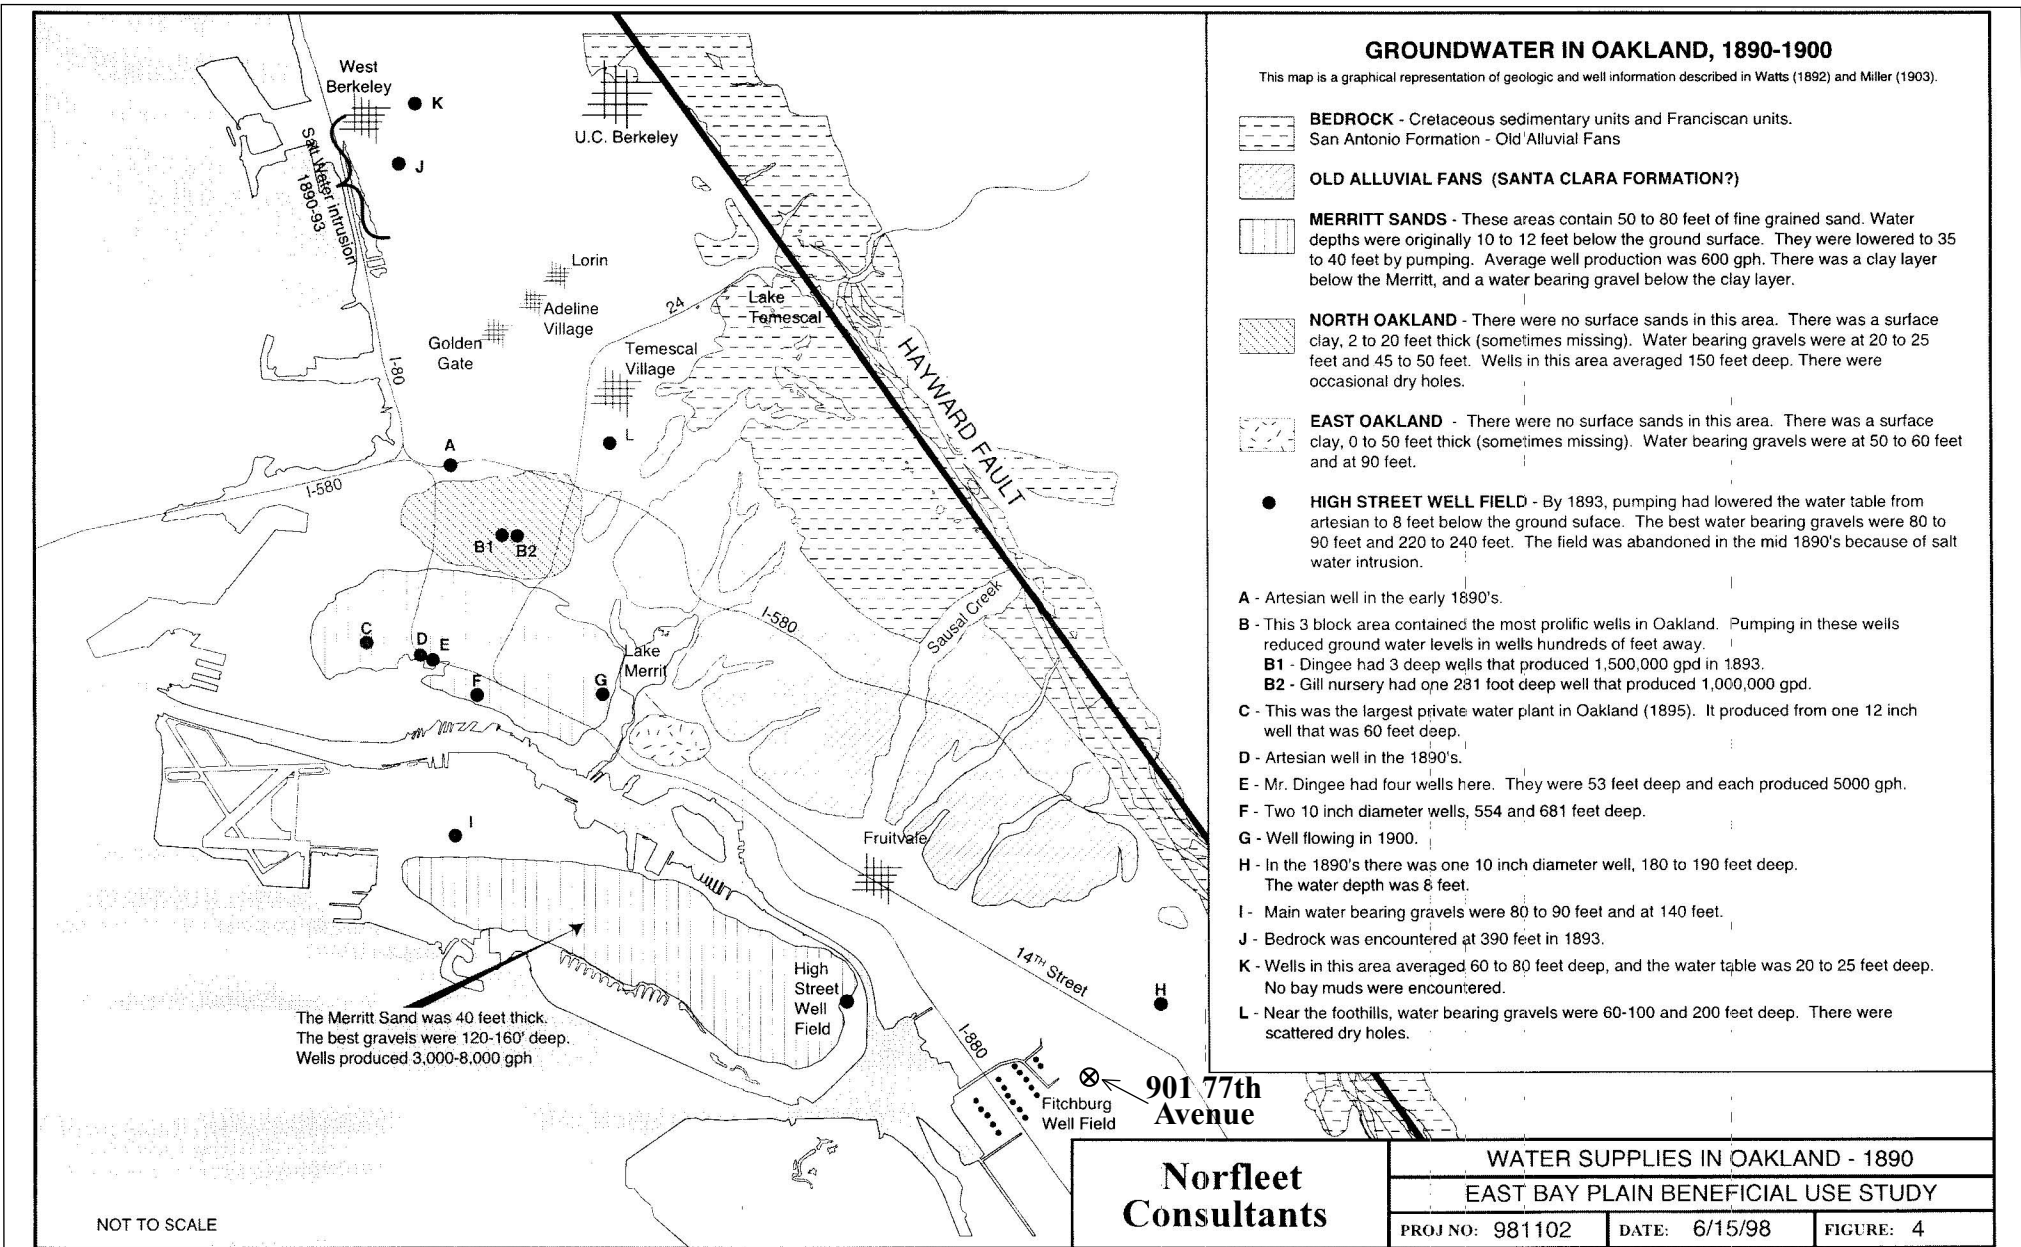 West
Berkeley
K
U.C. Berkeley
J
Salt Water intrusion
1890-93
Lorin
Adeline
Village
Golden
Gate
24
Lake
Temescal
Temescal
Village
I-80
HAYWARD FAULT
L
A
I-580
B1
B2
I-580
Sausal Creek
C
D
E
Lake
Merrit
F
G
I
Fruitvale
14TH Street
High
Street
Well
Field
H
The Merritt Sand was 40 feet thick.
The best gravels were 120-160' deep.
Wells produced 3,000-8,000 gph
I-880
901 77th
Avenue
Fitchburg
Well Field
NOT TO SCALE
GROUNDWATER IN OAKLAND, 1890-1900
This map is a graphical representation of geologic and well information described in Watts (1892) and Miller (1903).
BEDROCK - Cretaceous sedimentary units and Franciscan units.
San Antonio Formation - Old Alluvial Fans
OLD ALLUVIAL FANS (SANTA CLARA FORMATION?)
MERRITT SANDS - These areas contain 50 to 80 feet of fine grained sand. Water
depths were originally 10 to 12 feet below the ground surface. They were lowered to 35
to 40 feet by pumping. Average well production was 600 gph. There was a clay layer
below the Merritt, and a water bearing gravel below the clay layer.
NORTH OAKLAND - There were no surface sands in this area. There was a surface
clay, 2 to 20 feet thick (sometimes missing). Water bearing gravels were at 20 to 25
feet and 45 to 50 feet. Wells in this area averaged 150 feet deep. There were
occasional dry holes.
EAST OAKLAND - There were no surface sands in this area. There was a surface
clay, 0 to 50 feet thick (sometimes missing). Water bearing gravels were at 50 to 60 feet
and at 90 feet.
HIGH STREET WELL FIELD - By 1893, pumping had lowered the water table from
artesian to 8 feet below the ground suface. The best water bearing gravels were 80 to
90 feet and 220 to 240 feet. The field was abandoned in the mid 1890's because of salt
water intrusion.
A - Artesian well in the early 1890's.
B - This 3 block area contained the most prolific wells in Oakland. Pumping in these wells
reduced ground water levels in wells hundreds of feet away.
B1 - Dingee had 3 deep wells that produced 1,500,000 gpd in 1893.
B2 - Gill nursery had one 281 foot deep well that produced 1,000,000 gpd.
C - This was the largest private water plant in Oakland (1895). It produced from one 12 inch
well that was 60 feet deep.
D - Artesian well in the 1890's.
E - Mr. Dingee had four wells here. They were 53 feet deep and each produced 5000 gph.
F - Two 10 inch diameter wells, 554 and 681 feet deep.
G - Well flowing in 1900.
H - In the 1890's there was one 10 inch diameter well, 180 to 190 feet deep.
The water depth was 8 feet.
I - Main water bearing gravels were 80 to 90 feet and at 140 feet.
J - Bedrock was encountered at 390 feet in 1893.
K - Wells in this area averaged 60 to 80 feet deep, and the water table was 20 to 25 feet deep.
No bay muds were encountered.
L - Near the foothills, water bearing gravels were 60-100 and 200 feet deep. There were
scattered dry holes.
Norfleet
Consultants
WATER SUPPLIES IN OAKLAND - 1890
EAST BAY PLAIN BENEFICIAL USE STUDY
PROJ NO: 981102
DATE: 6/15/98
FIGURE: 4